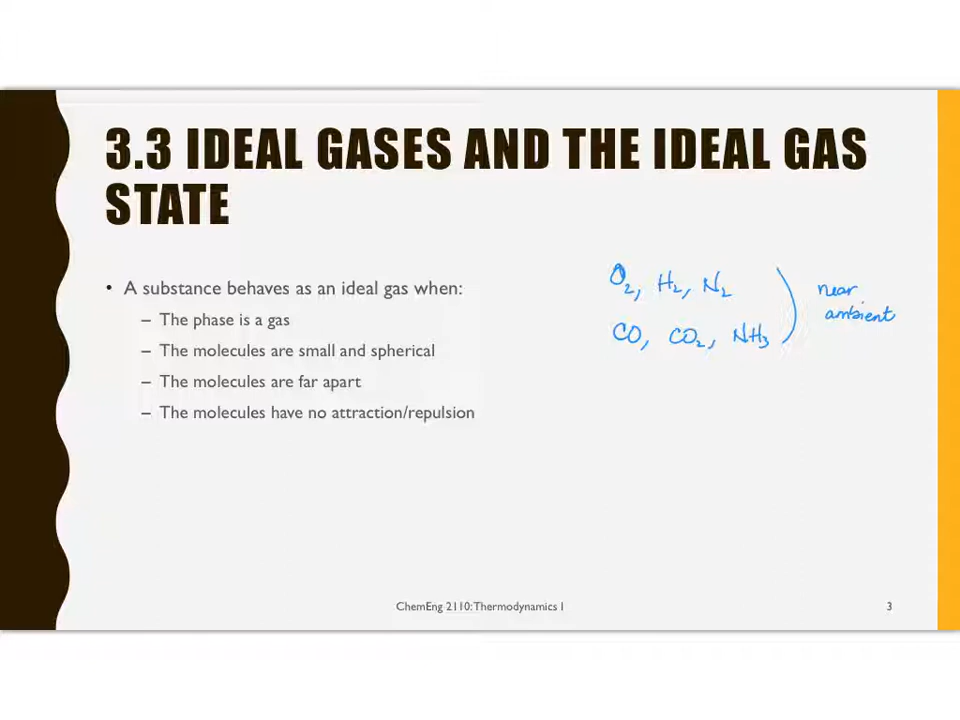 3.3 IDEAL GASES AND THE IDEAL GAS
STATE
• A substance behaves as an ideal gas when:
– The phase is a gas
– The molecules are small and spherical
– The molecules are far apart
– The molecules have no attraction/repulsion
O₂, H₂, N₂
CO, CO₂, NH₃
near
ambient
ChemEng 2110: Thermodynamics I
3